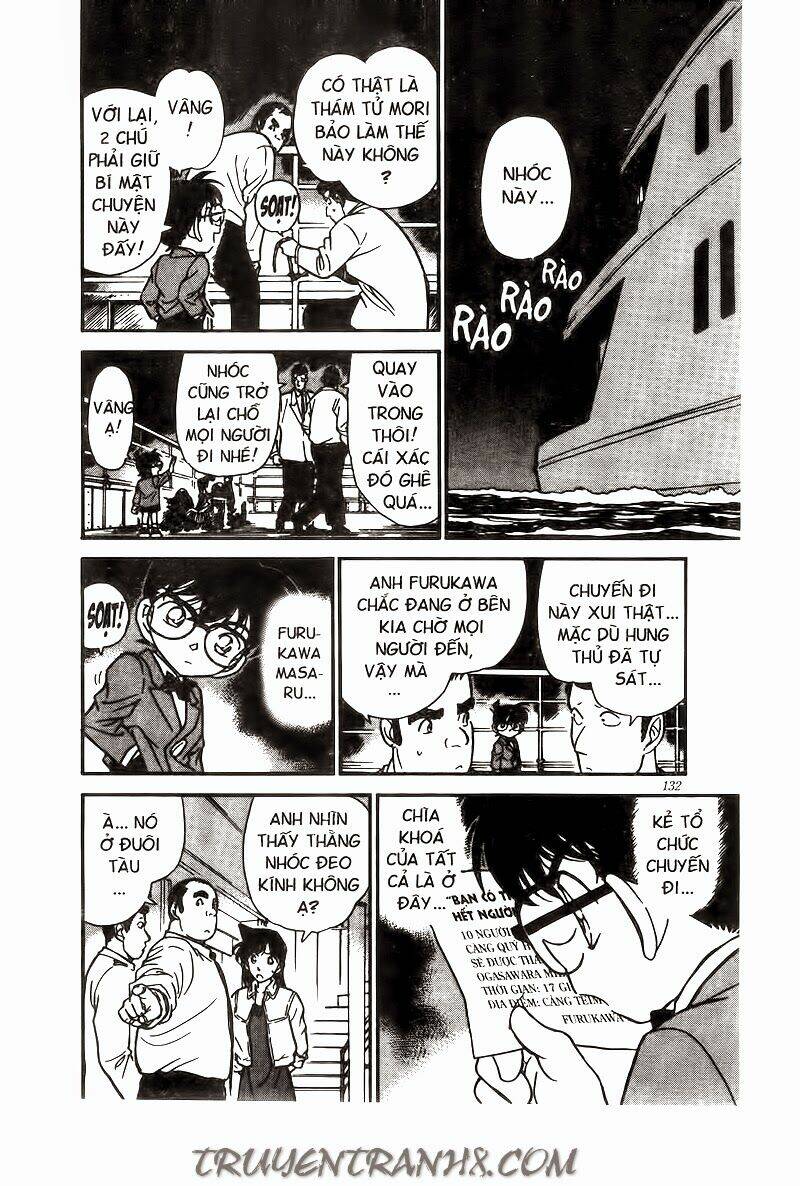 NHÓC
NÀY...
RÀO
RÀO
RÀO
CÓ THẬT LÀ
THÁM TỬ MORI
BẢO LÀM THẾ
NÀY KHÔNG
?
SOẠT!
VÂNG
!
VỚI LẠI,
2 CHÚ
PHẢI GIỮ
BÍ MẬT
CHUYỆN
NÀY
ĐẤY!
QUAY
VÀO
TRONG
THÔI!
CÁI XÁC
ĐÓ GHÊ
QUÁ...
NHÓC
CŨNG TRỞ
LẠI CHỖ
MỌI NGƯỜI
ĐI NHÉ!
VÂNG
Ạ!
CHUYẾN ĐI
NÀY XUI THẬT...
MẶC DÙ HUNG
THỦ ĐÃ TỰ
SÁT...
ANH FURUKAWA
CHẮC ĐANG Ở BÊN
KIA CHỜ MỌI
NGƯỜI ĐẾN,
VẬY MÀ
...
FURU-
KAWA
MASA-
RU...
SOẠT!
132
KẺ TỔ
CHỨC
CHUYẾN
ĐI...
CHÌA
KHOÁ
CỦA TẤT
CẢ LÀ Ở
ĐÂY...
"BẠN CÓ
HẾT NGƯỜI
10 NGƯỜI
CẢNG QUÝ
SẼ ĐƯỢC
OGASAWARA
THỜI GIAN: 17
ĐỊA ĐIỂM: CẢNG
FURUKAWA
ANH NHÌN
THẤY THẰNG
NHÓC ĐEO
KÍNH KHÔNG
Ạ?
À... NÓ
Ở ĐUÔI
TÀU
...
TRUYENTRANH8.COM